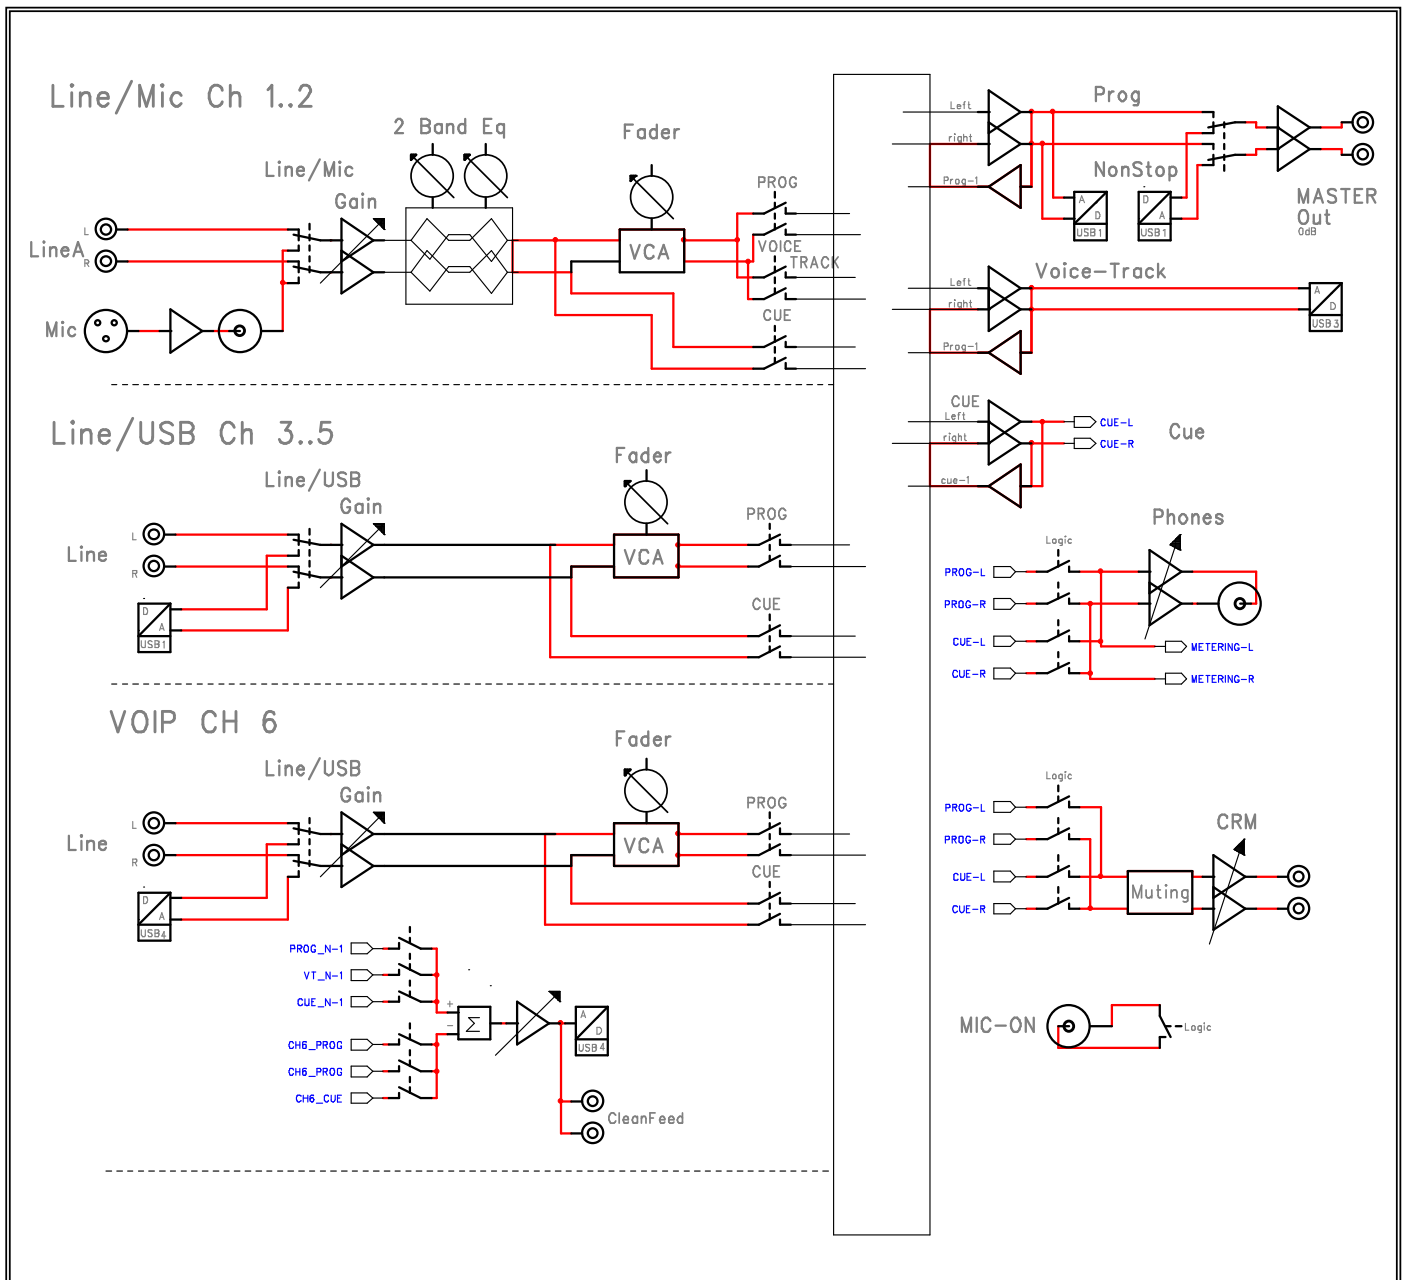 Line/Mic Ch 1..2
2 Band Eq
Fader
Line/Mic
Gain
PROG
L
LineA
R
VCA
VOICE
TRACK
Mic
CUE
Line/USB Ch 3..5
Fader
Line/USB
Gain
PROG
L
Line
R
VCA
D
A
USB1
CUE
VOIP CH 6
Fader
Line/USB
Gain
PROG
L
Line
R
VCA
CUE
D
A
USB4
PROG_N-1
VT_N-1
CUE_N-1
+
-
Σ
A
D
USB4
CH6_PROG
CH6_PROG
CH6_CUE
CleanFeed
Left
Prog
right
Prog-1
NonStop
A
D
USB1
D
A
USB1
MASTER
Out
0dB
Voice-Track
Left
right
Prog-1
A
D
USB3
CUE
Left
right
cue-1
CUE-L
CUE-R
Cue
Phones
Logic
PROG-L
PROG-R
CUE-L
CUE-R
METERING-L
METERING-R
Logic
PROG-L
PROG-R
CUE-L
CUE-R
CRM
Muting
MIC-ON
Logic